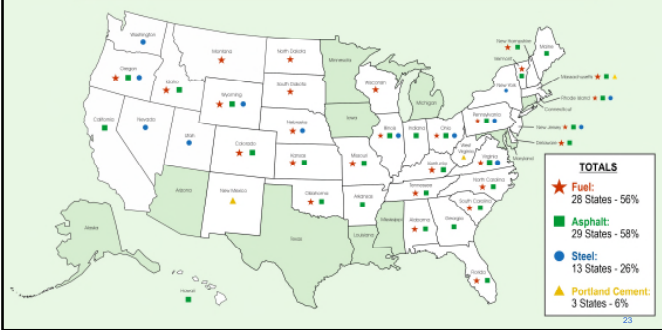 Washington
Montana
North Dakota
Minnesota
Oregon
Idaho
Wyoming
South Dakota
Wisconsin
Michigan
New Hampshire
Vermont
Maine
Massachusetts
New York
Rhode Island
Connecticut
Nebraska
Iowa
Illinois
Indiana
Ohio
Pennsylvania
New Jersey
Delaware
Maryland
California
Nevada
Utah
Colorado
Kansas
Missouri
Kentucky
West
Virginia
Virginia
North Carolina
Tennessee
South Carolina
Arizona
New Mexico
Oklahoma
Arkansas
Mississippi
Alabama
Georgia
Texas
Louisiana
Florida
Alaska
Hawaii
TOTALS
Fuel:
28 States - 56%
Asphalt:
29 States - 58%
Steel:
13 States - 26%
Portland Cement:
3 States - 6%
23